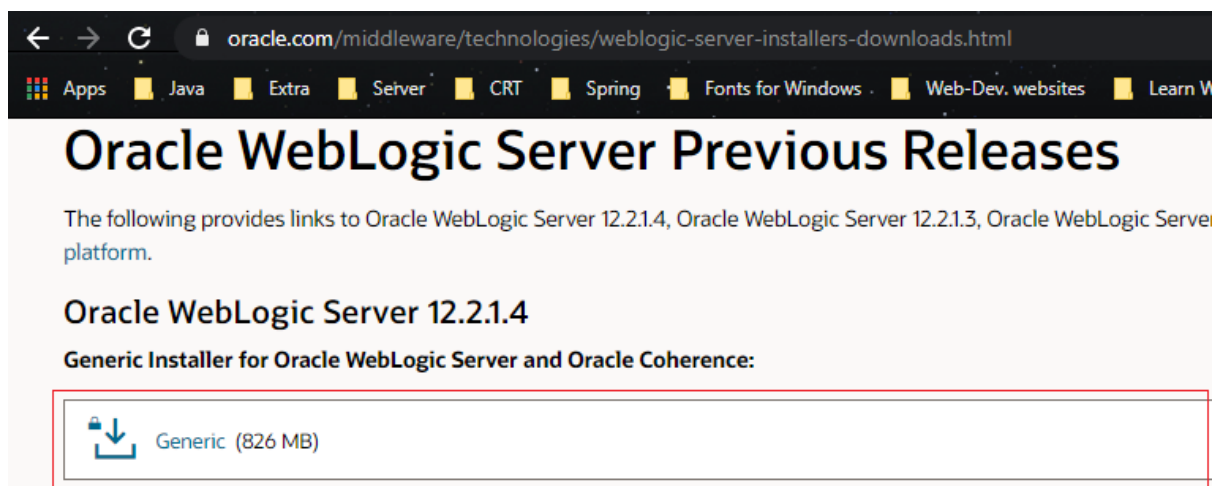 oracle.com/middleware/technologies/weblogic-server-installers-downloads.html
Apps Java Extra Server CRT Spring Fonts for Windows Web-Dev. websites Learn W
Oracle WebLogic Server Previous Releases
The following provides links to Oracle WebLogic Server 12.2.1.4, Oracle WebLogic Server 12.2.1.3, Oracle WebLogic Server
platform.
Oracle WebLogic Server 12.2.1.4
Generic Installer for Oracle WebLogic Server and Oracle Coherence:
Generic (826 MB)